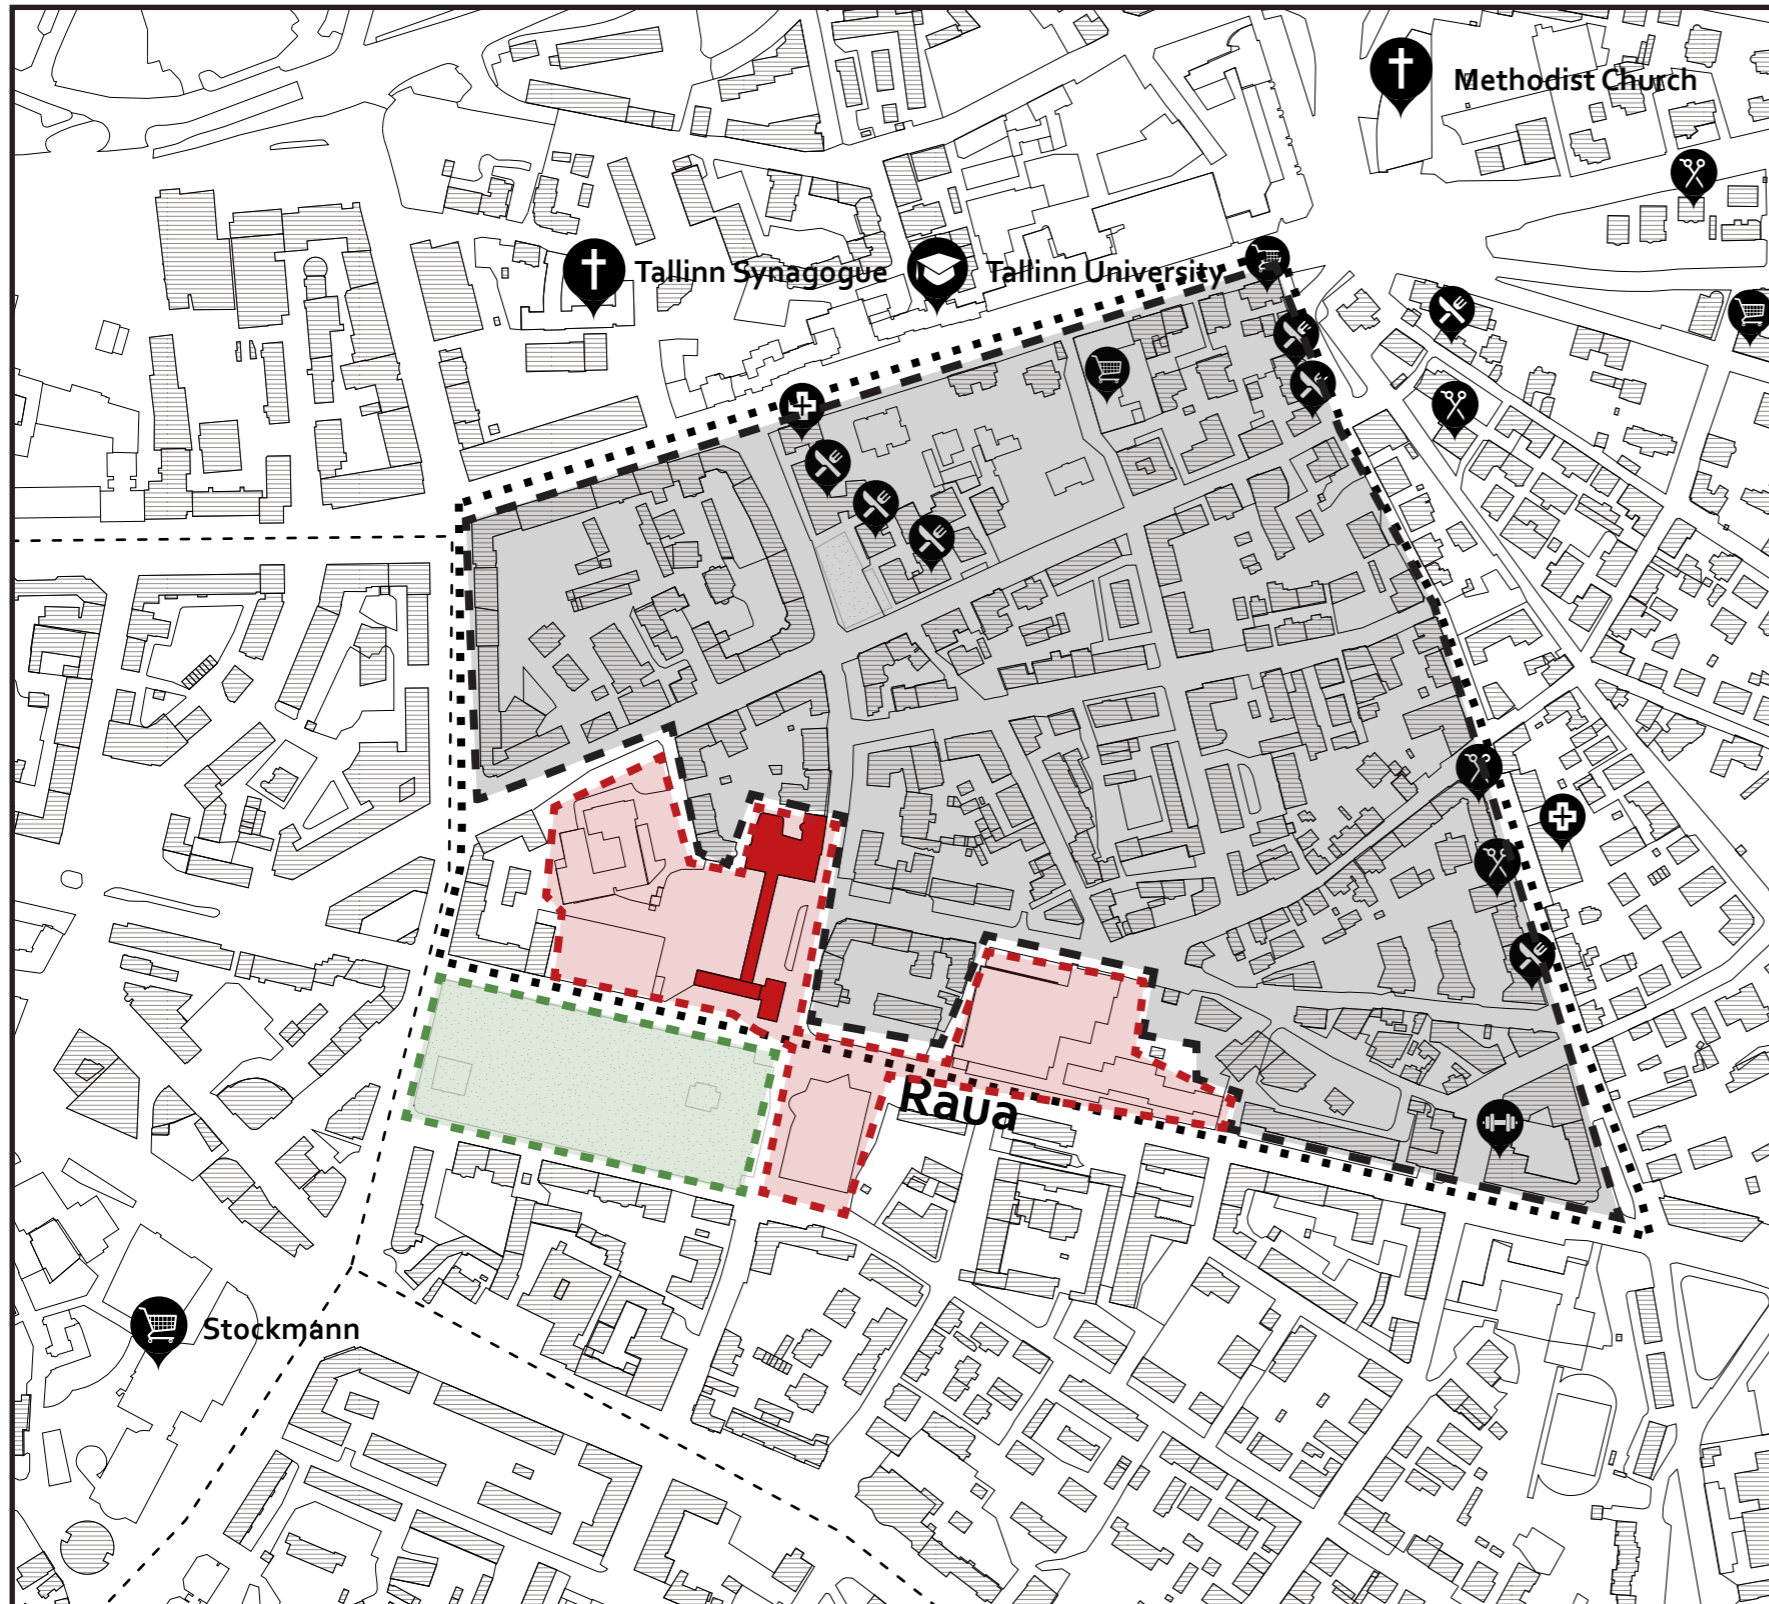 Methodist Church
Tallinn Synagogue
Tallinn University
Raua
Stockmann